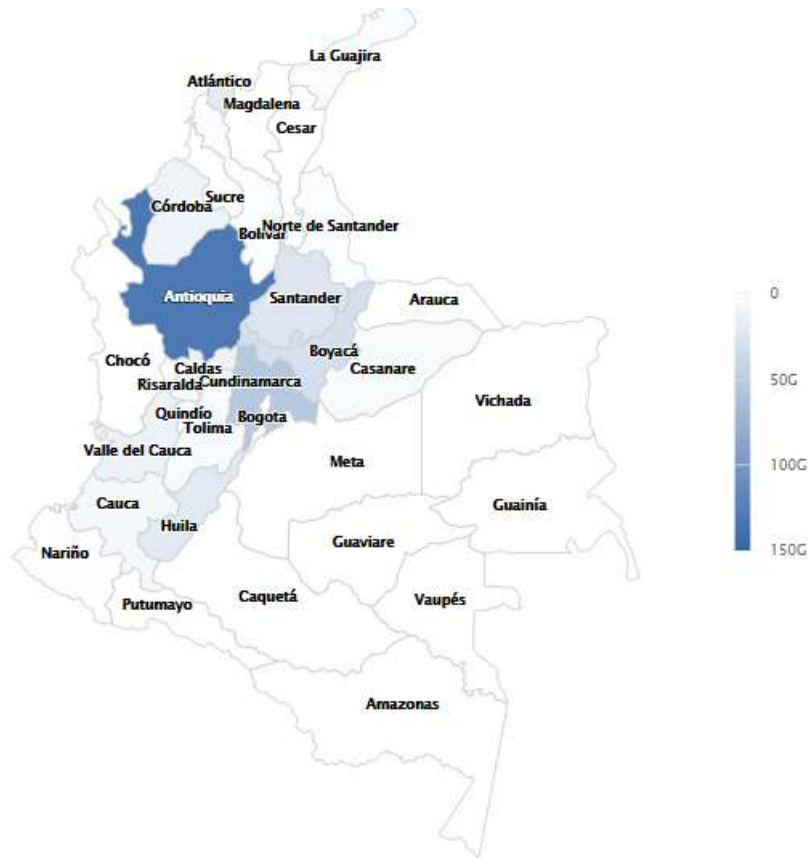 La Guajira
Atlántico
Magdalena
Cesar
Sucre
Córdoba
Bolívar
Norte de Santander
Antioquia
Santander
Arauca
Boyacá
Chocó
Caldas
Casanare
Risaralda
Cundinamarca
Vichada
Quindío
Bogota
Tolima
Valle del Cauca
Meta
Cauca
Guainía
Huila
Guaviare
Nariño
Caquetá
Vaupés
Putumayo
Amazonas
0
50G
100G
150G